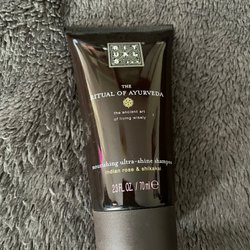 RITUALS
THE
RITUAL OF AYURVEDA
the ancient art
of living wisely
nourishing ultra-shine shampoo
indian rose & shikakai
2.3 FL.OZ. / 70 ml e